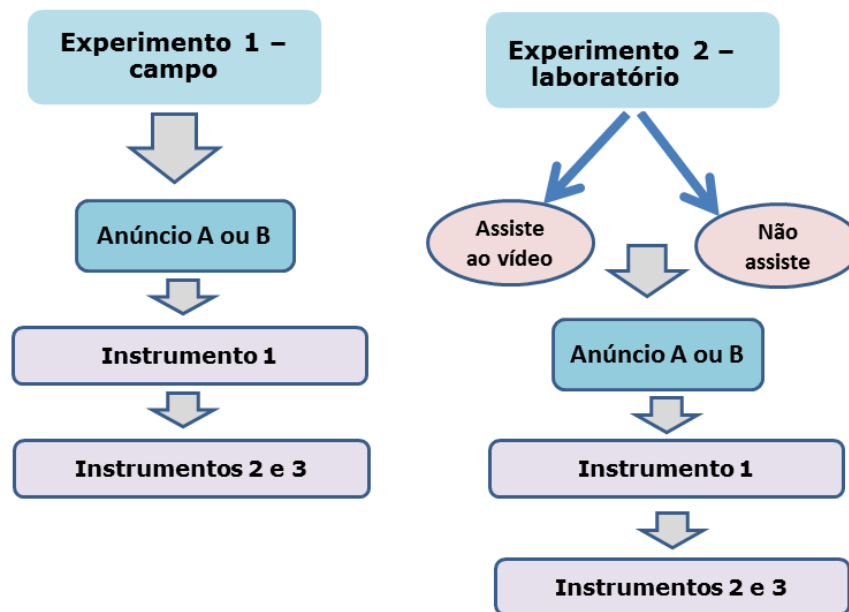 Experimento 1 –
campo
Anúncio A ou B
Instrumento 1
Instrumentos 2 e 3
Experimento 2 –
laboratório
Assiste
ao vídeo
Não
assiste
Anúncio A ou B
Instrumento 1
Instrumentos 2 e 3